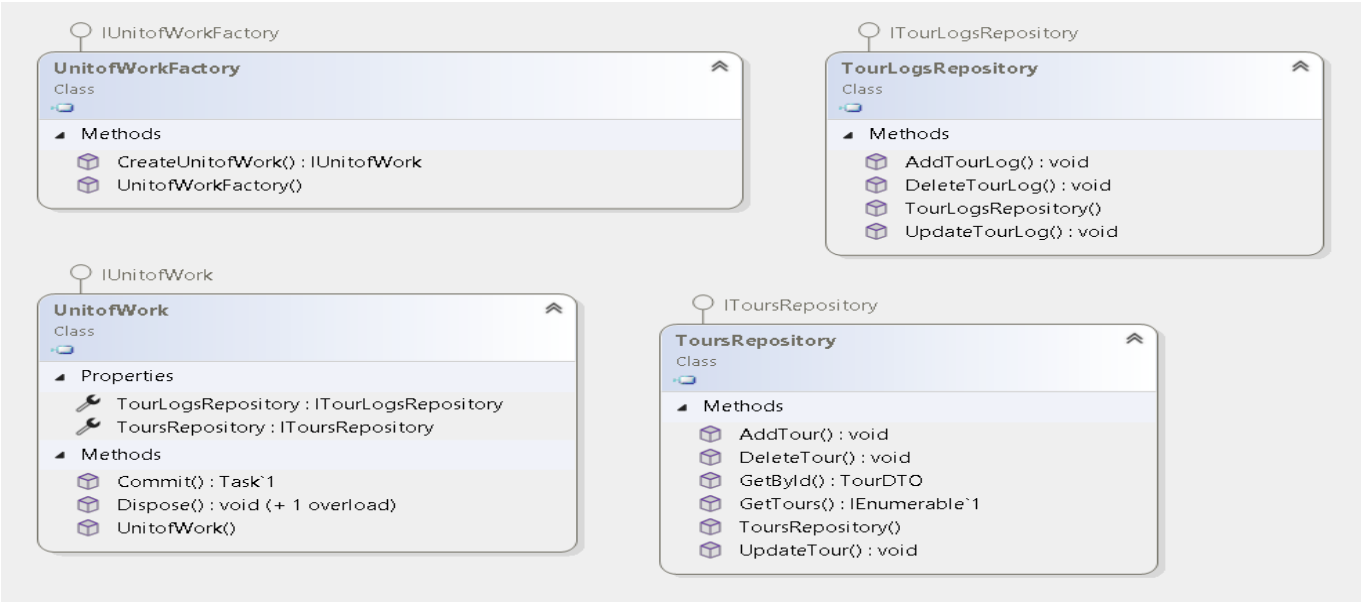 IUnitofWorkFactory
UnitofWorkFactory
Class
Methods
CreateUnitofWork() : IUnitofWork
UnitofWorkFactory()
ITourLogsRepository
TourLogsRepository
Class
Methods
AddTourLog() : void
DeleteTourLog() : void
TourLogsRepository()
UpdateTourLog() : void
IUnitofWork
UnitofWork
Class
Properties
TourLogsRepository : ITourLogsRepository
ToursRepository : IToursRepository
Methods
Commit() : Task`1
Dispose() : void (+ 1 overload)
UnitofWork()
IToursRepository
ToursRepository
Class
Methods
AddTour() : void
DeleteTour() : void
GetById() : TourDTO
GetTours() : IEnumerable`1
ToursRepository()
UpdateTour() : void